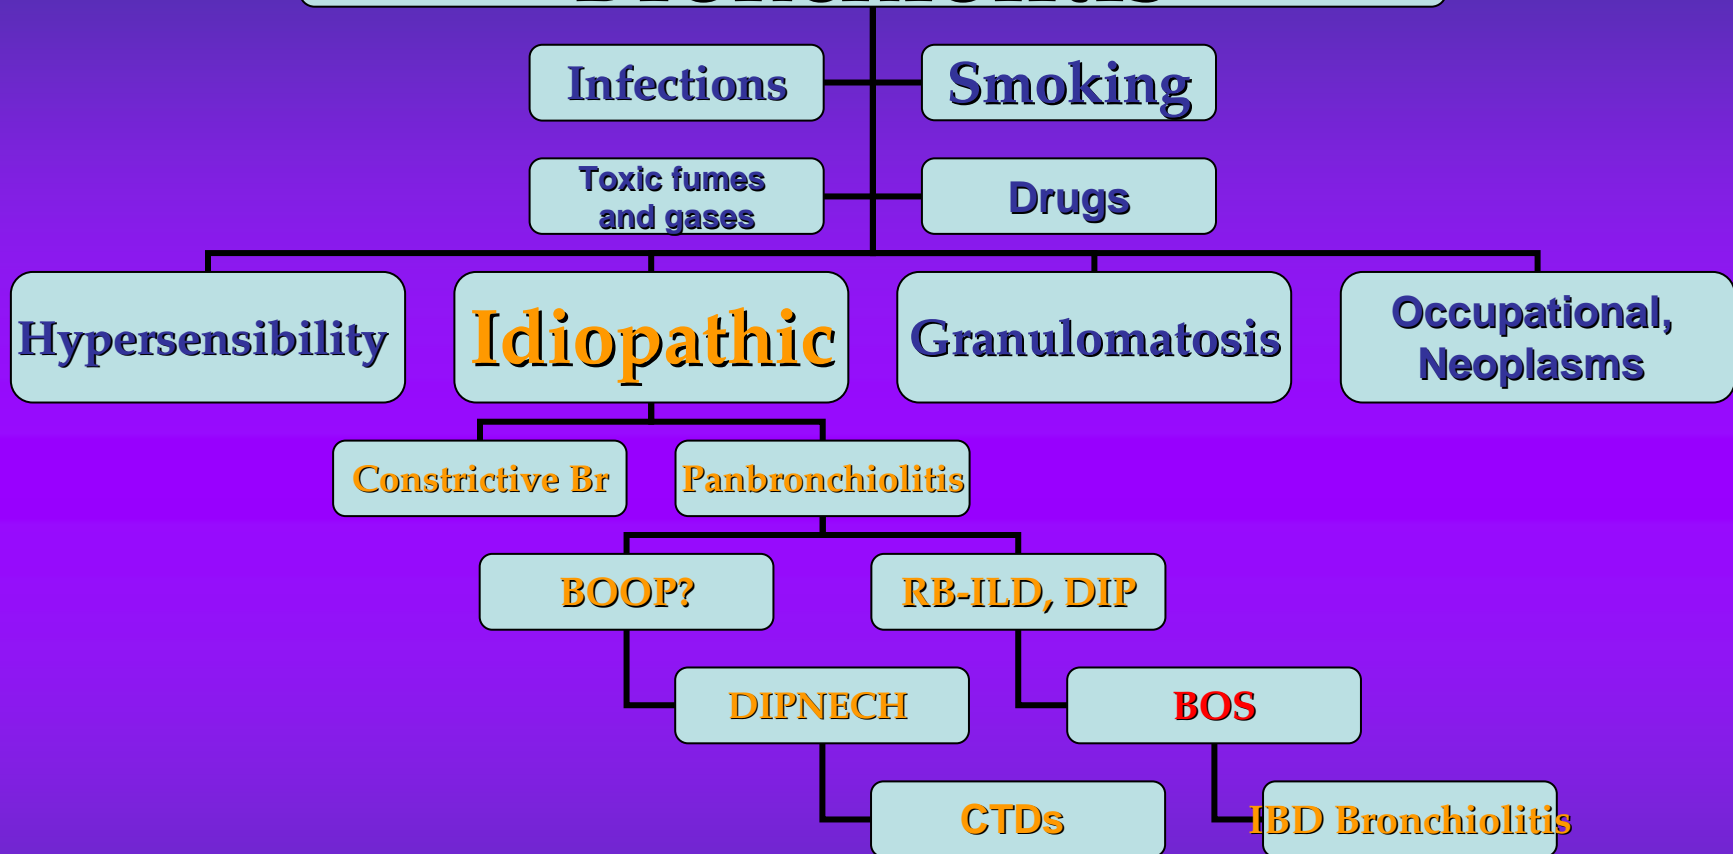 Bronchiolitis
Infections
Smoking
Toxic fumes
and gases
Drugs
Hypersensibility
Idiopathic
Granulomatosis
Occupational,
Neoplasms
Constrictive Br
Panbronchiolitis
BOOP?
RB-ILD, DIP
DIPNECH
BOS
CTDs
IBD Bronchiolitis